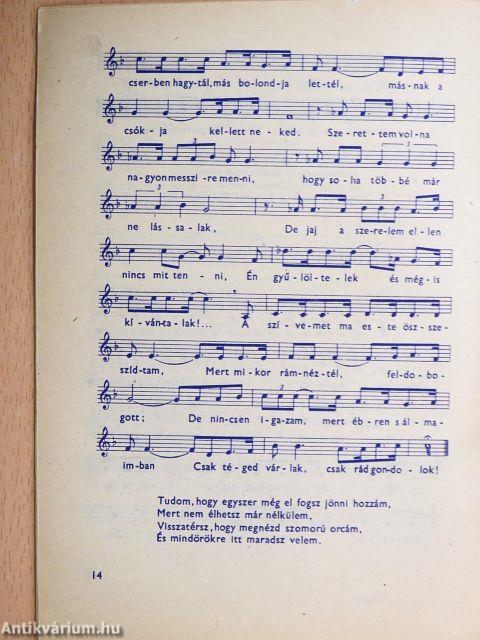 cser-ben hagy-tál, más bo-lond-ja let-tél, más-nak a
csók-ja kel-lett ne-ked. Sze-ret-tem vol-na
na-gyon messzi-re men-ni, hogy so-ha töb-bé már
ne lás-sa-lak, De jaj a sze-re-lem el-len
nincs mit ten-ni, Én gyű-löl-te-lek és még-is
kí-ván-ta-lak!... A szí-ve-met ma es-te ösz-sze-
szíd-tam, Mert mi-kor rám-néz-tél, fel-do-bo-
gott; De nin-csen i-ga-zam, mert éb-ren s ál-ma-
im-ban Csak té-ged vár-lak, csak rád gon-do-lok!
Tudom, hogy egyszer még el fogsz jönni hozzám,
Mert nem élhetsz már nélkülem,
Visszatérsz, hogy megnézd szomorú orcám,
És mindörökre itt maradsz velem.
14
Antikvárium.hu